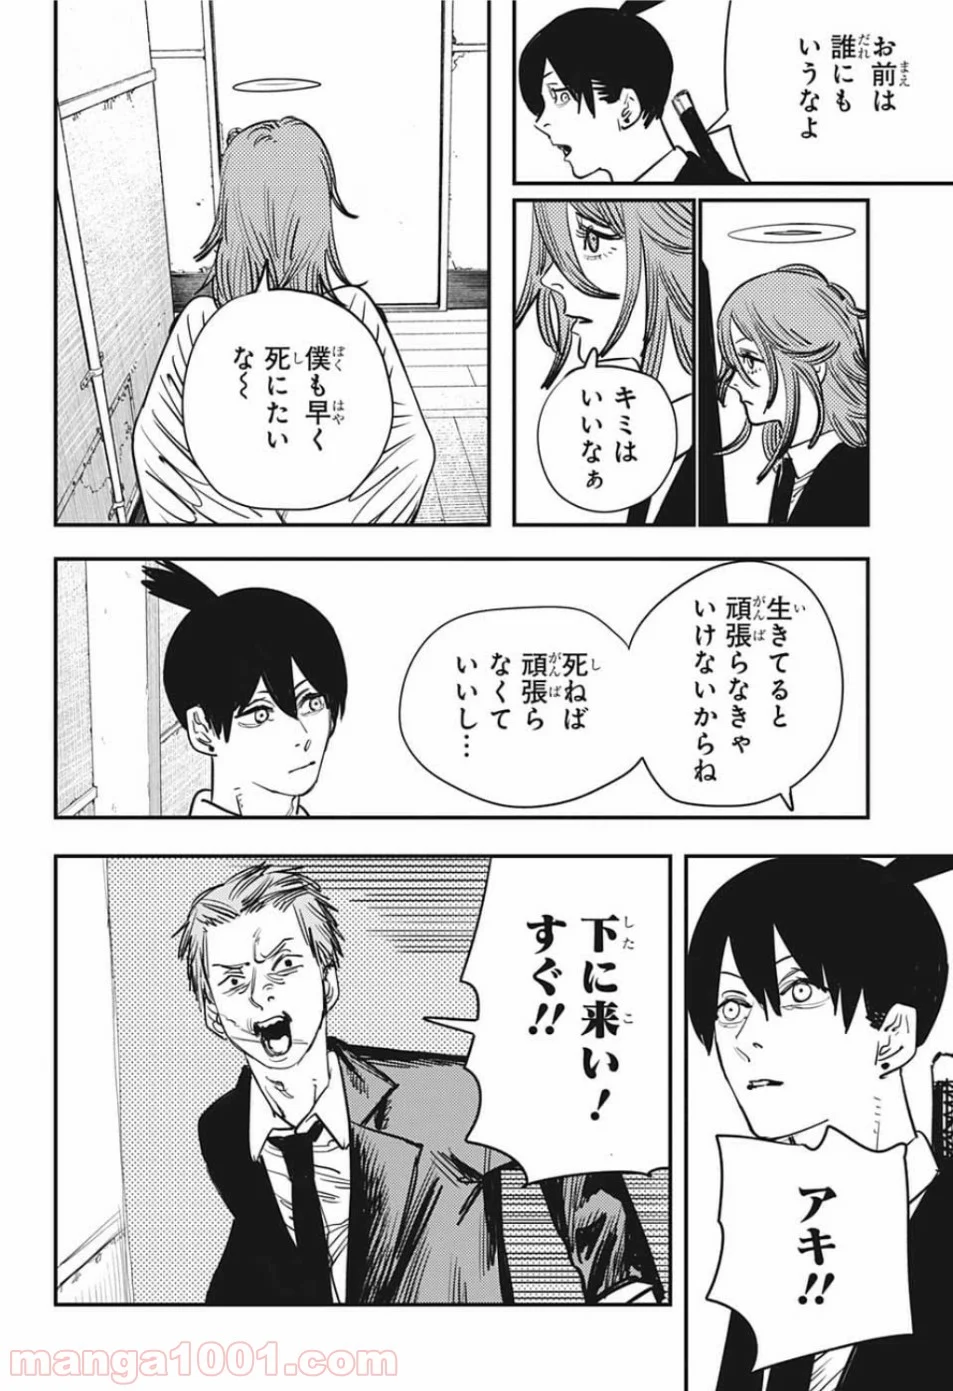 お前は
誰にも
いうなよ
キミは
いいなぁ
僕も早く
死にたい
な〜
生きてると
頑張らなきゃ
いけないからね
死ねば
頑張ら
なくて
いいし…
アキ!!
下に来い!
すぐ!!
manga1001.com